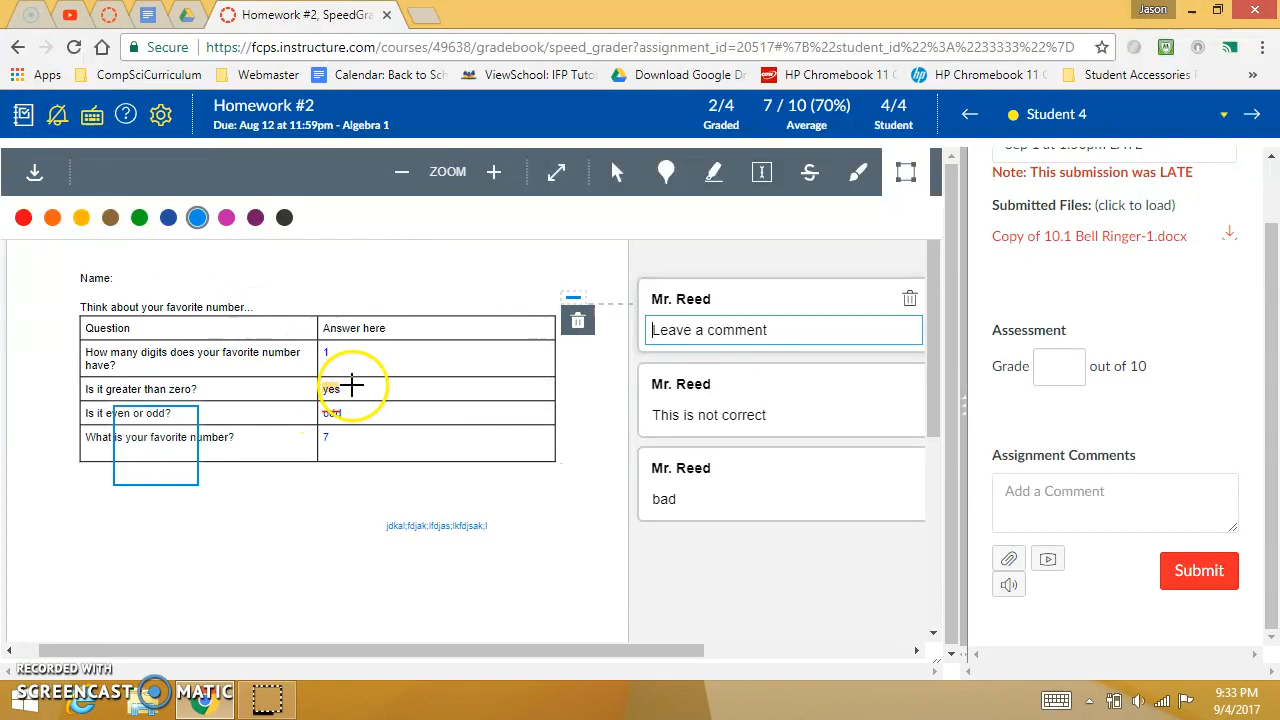 Homework #2, SpeedGra
Jason
Secure
https://fcps.instructure.com/courses/49638/gradebook/speed_grader?assignment_id=20517#%7B%22student_id%22%3A%2233333%22%7D
Apps
CompSciCurriculum
Webmaster
Calendar: Back to Sch
ViewSchool: IFP Tuto
Download Google Dr
HP Chromebook 11 G
HP Chromebook 11 G
Student Accessories F
»
Homework #2
Due: Aug 12 at 11:59pm - Algebra 1
2/4
Graded
7 / 10 (70%)
Average
4/4
Student
Student 4
ZOOM
Note: This submission was LATE
Submitted Files: (click to load)
Copy of 10.1 Bell Ringer-1.docx
Assessment
Grade
out of 10
Assignment Comments
Add a Comment
Submit
Name:
Think about your favorite number...
Question
Answer here
How many digits does your favorite number
have?
1
Is it greater than zero?
yes
Is it even or odd?
odd
What is your favorite number?
7
jdkal;fdjak;lfdjas;lkfdjsak;l
Mr. Reed
Leave a comment
Mr. Reed
This is not correct
Mr. Reed
bad
RECORDED WITH
SCREENCAST MATIC
9:33 PM
9/4/2017